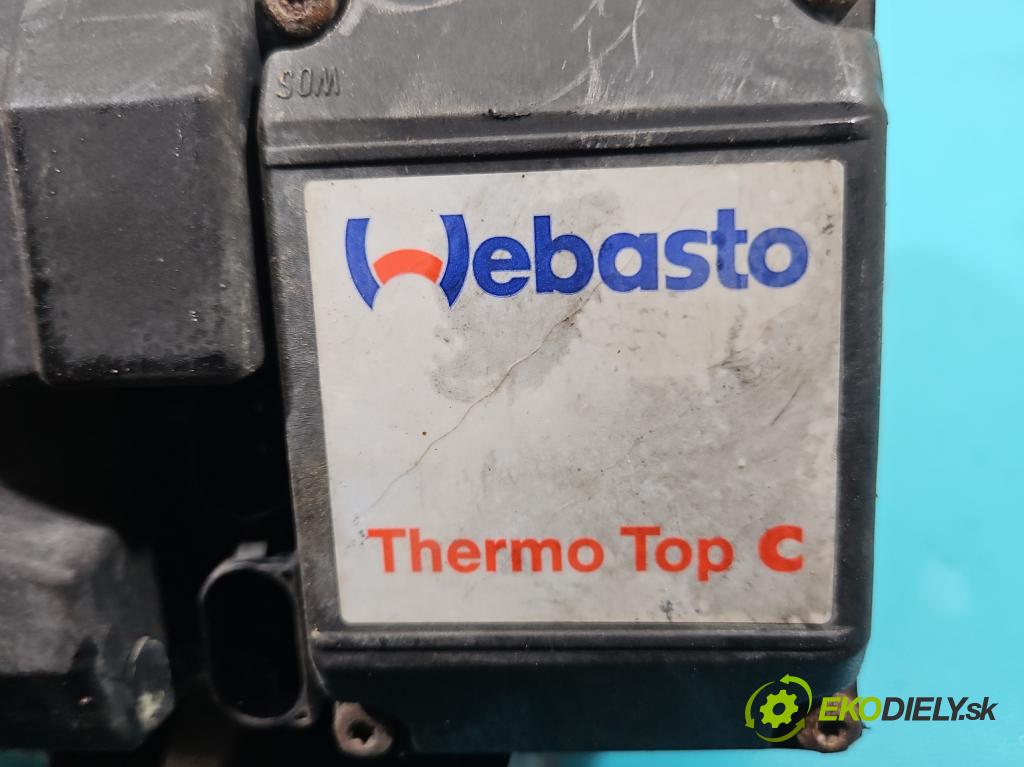 SOM
Webasto
Thermo Top C
EKODIELY.sk